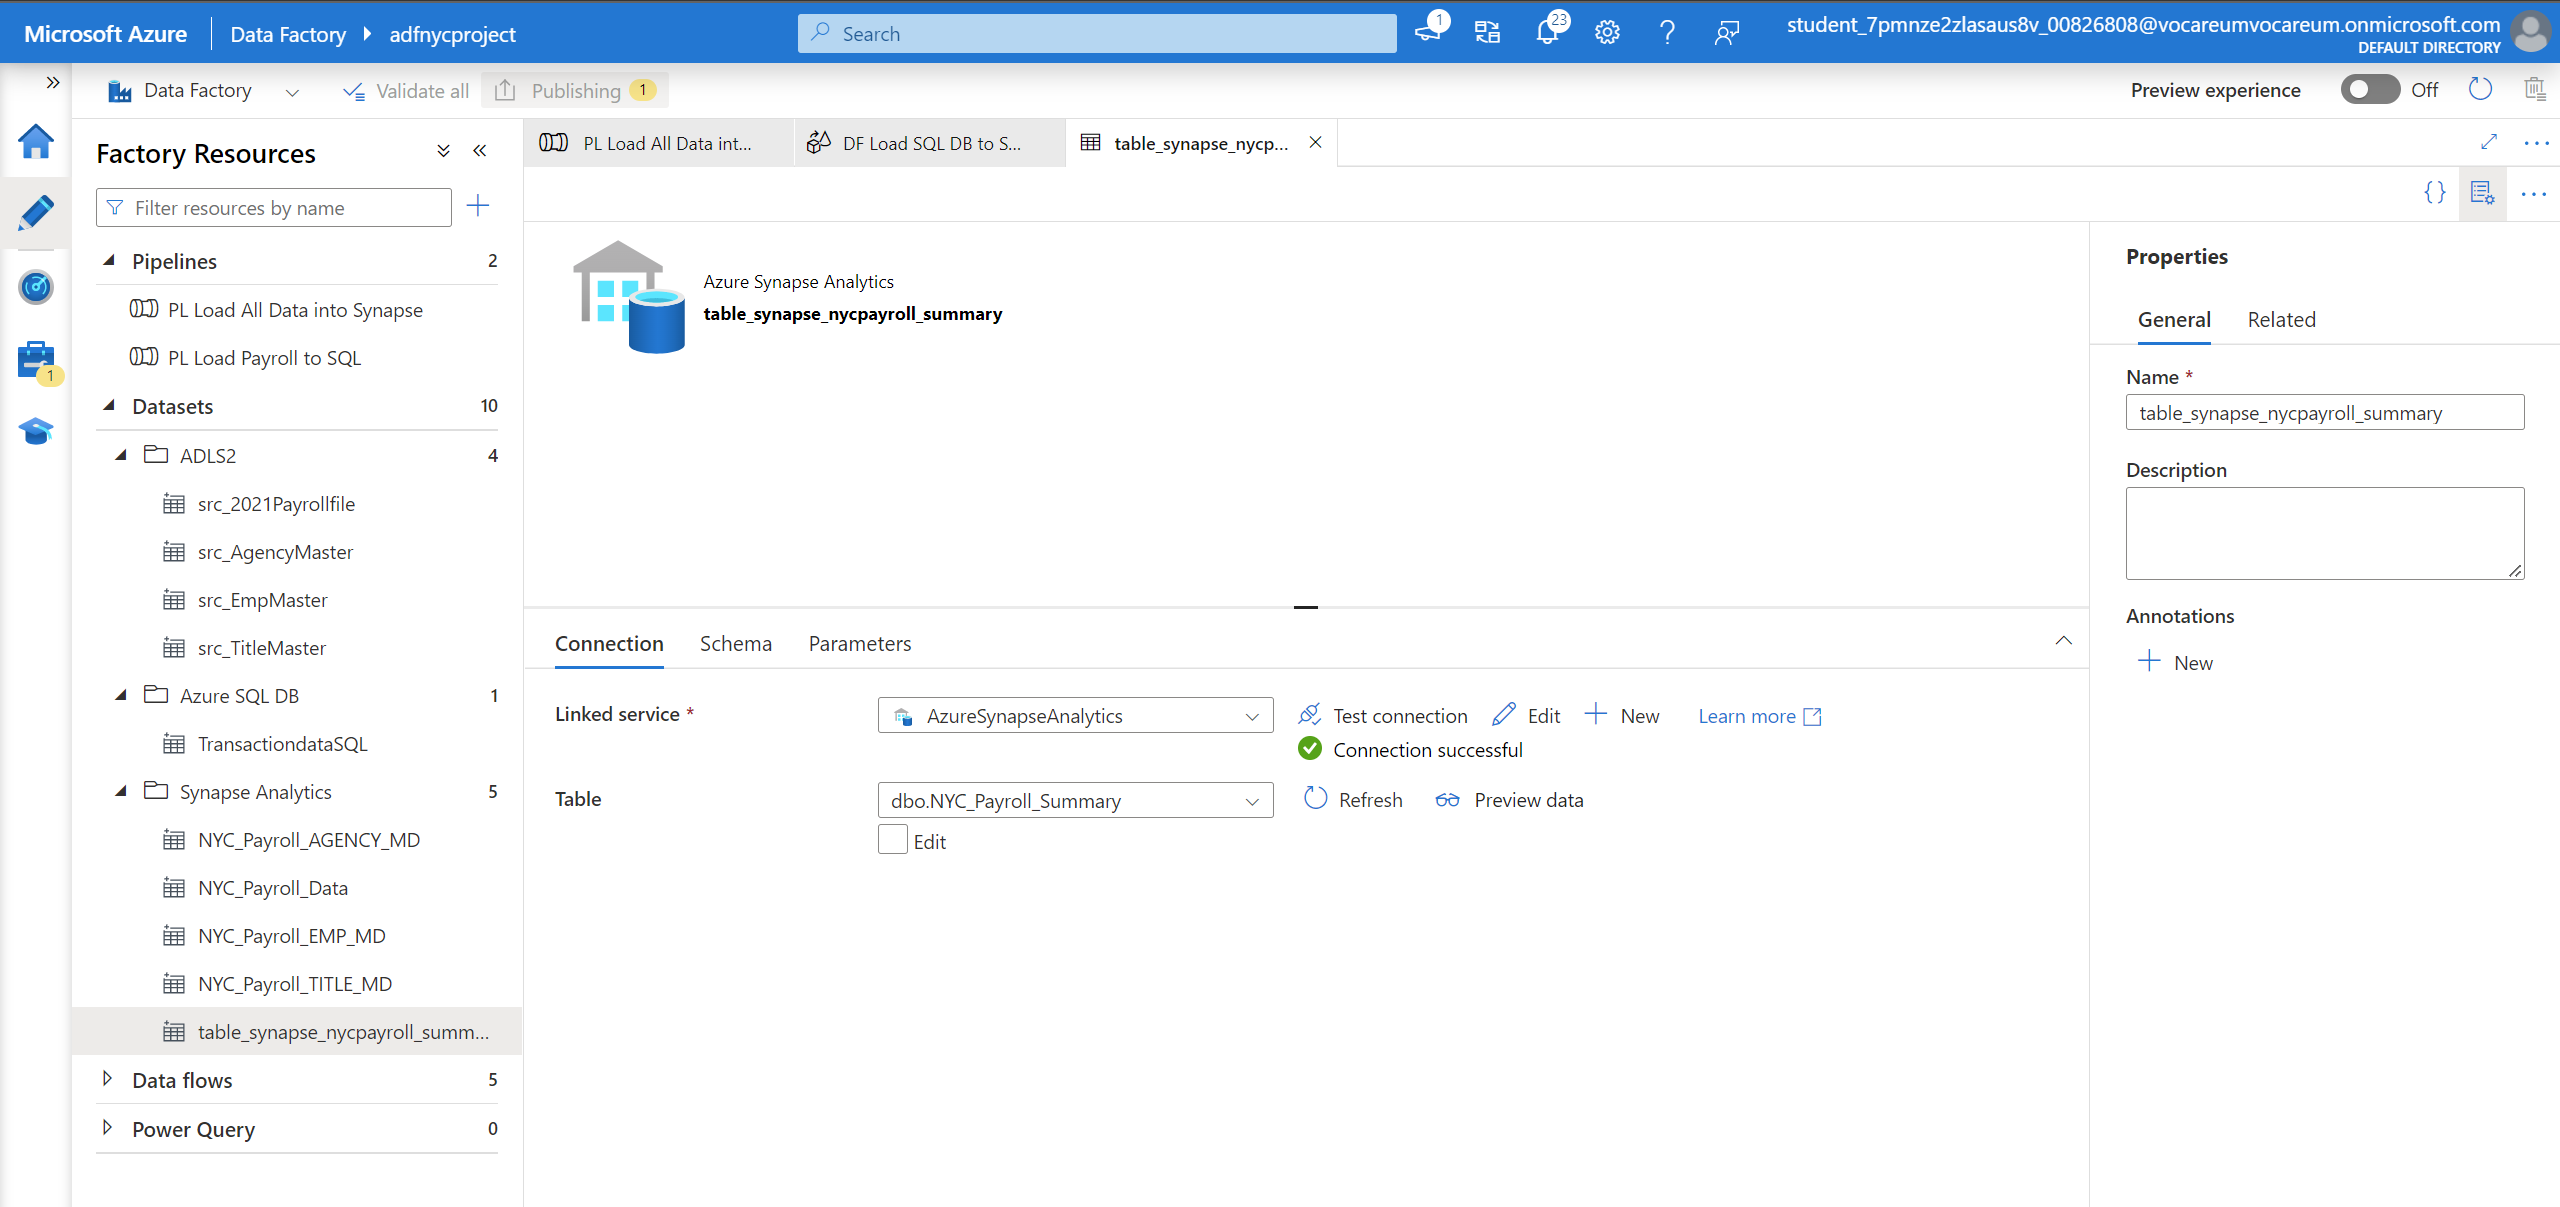 Microsoft Azure
Data Factory
adfnycproject
Search
1
23
student_7pmnze2zlasaus8v_00826808@vocareumvocareum.onmicrosoft.com
DEFAULT DIRECTORY
Data Factory
Validate all
Publishing 1
Preview experience
Off
Factory Resources
Filter resources by name
Pipelines 2
PL Load All Data into Synapse
PL Load Payroll to SQL
1
Datasets 10
ADLS2 4
src_2021Payrollfile
src_AgencyMaster
src_EmpMaster
src_TitleMaster
Azure SQL DB 1
TransactiondataSQL
Synapse Analytics 5
NYC_Payroll_AGENCY_MD
NYC_Payroll_Data
NYC_Payroll_EMP_MD
NYC_Payroll_TITLE_MD
table_synapse_nycpayroll_summ...
Data flows 5
Power Query 0
PL Load All Data int...
DF Load SQL DB to S...
table_synapse_nycp...
{}
Azure Synapse Analytics
table_synapse_nycpayroll_summary
Connection
Schema
Parameters
Linked service *
AzureSynapseAnalytics
Test connection
Edit
New
Learn more
Connection successful
Table
dbo.NYC_Payroll_Summary
Refresh
Preview data
Edit
Properties
General
Related
Name *
table_synapse_nycpayroll_summary
Description
Annotations
New